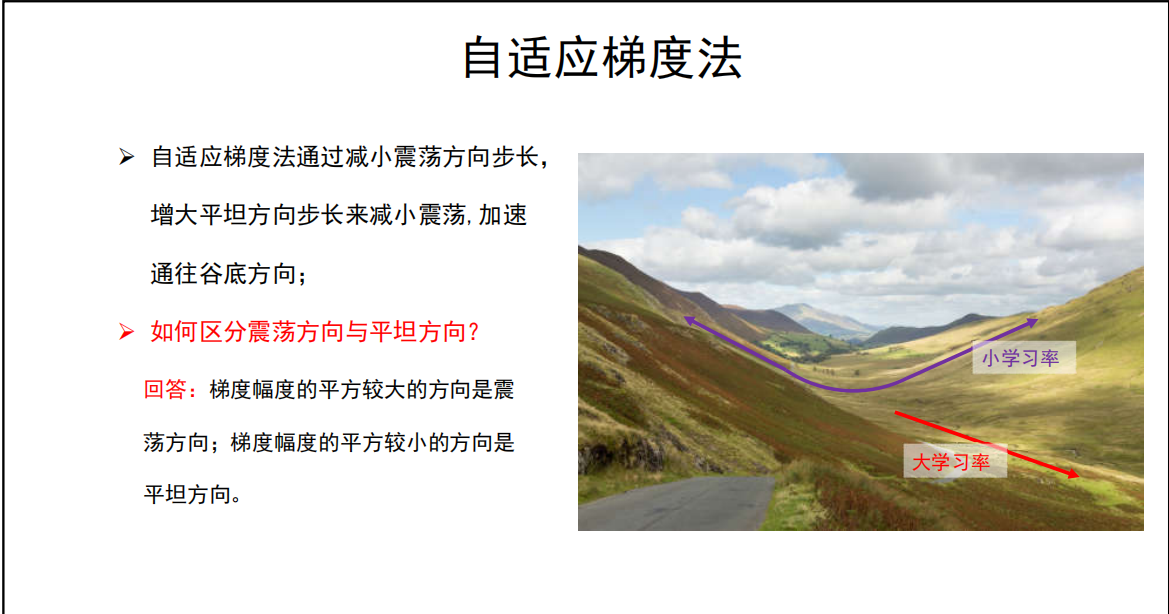 自适应梯度法
➢ 自适应梯度法通过减小震荡方向步长，
增大平坦方向步长来减小震荡,加速
通往谷底方向；
➢ 如何区分震荡方向与平坦方向？
回答：梯度幅度的平方较大的方向是震
荡方向；梯度幅度的平方较小的方向是
平坦方向。
小学习率
大学习率